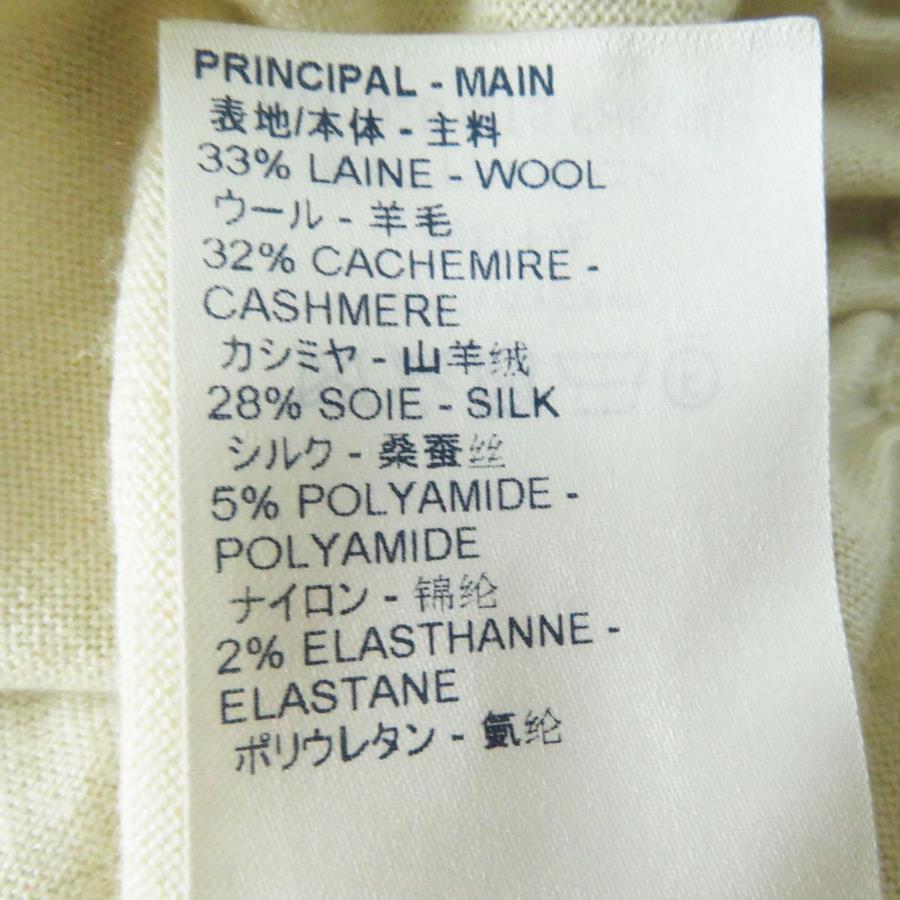 PRINCIPAL - MAIN
表地/本体 - 主料
33% LAINE - WOOL
ウール - 羊毛
32% CACHEMIRE -
CASHMERE
カシミヤ - 山羊绒
28% SOIE - SILK
シルク - 桑蚕丝
5% POLYAMIDE -
POLYAMIDE
ナイロン - 锦纶
2% ELASTHANNE -
ELASTANE
ポリウレタン - 氨纶